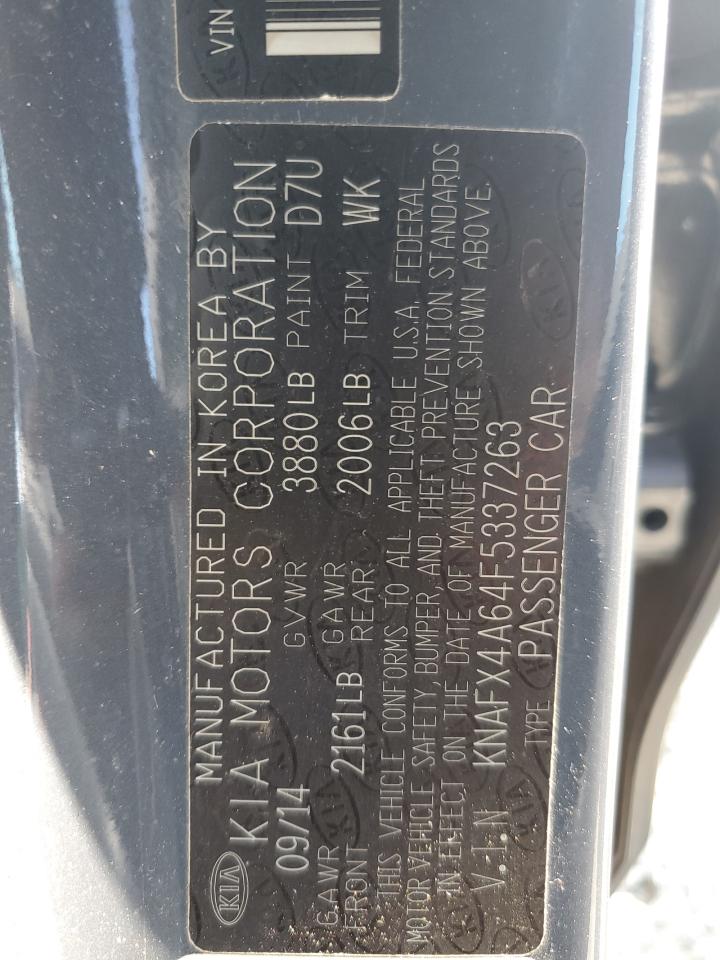 VIN
MANUFACTURED IN KOREA BY
KIA KIA MOTORS CORPORATION
09/14 GVWR 3880LB PAINT D7U
GAWR FRONT 2161LB GAWR REAR 2006LB TRIM WK
THIS VEHICLE CONFORMS TO ALL APPLICABLE U.S.A. FEDERAL
MOTOR VEHICLE SAFETY, BUMPER, AND THEFT PREVENTION STANDARDS
IN EFFECT ON THE DATE OF MANUFACTURE SHOWN ABOVE.
V.I.N KNAFX4A64F5337263
TYPE PASSENGER CAR